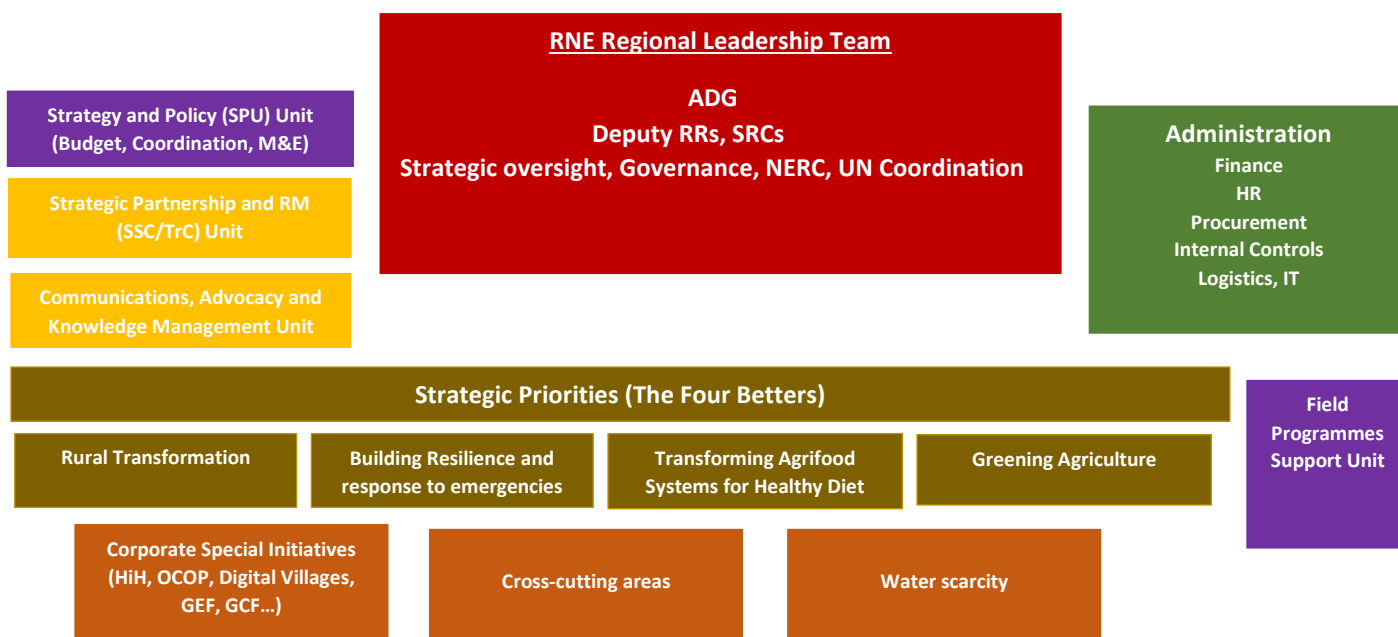 RNE Regional Leadership Team
ADG
Deputy RRs, SRCs
Strategic oversight, Governance, NERC, UN Coordination
Strategy and Policy (SPU) Unit
(Budget, Coordination, M&E)
Strategic Partnership and RM
(SSC/TrC) Unit
Communications, Advocacy and
Knowledge Management Unit
Administration
Finance
HR
Procurement
Internal Controls
Logistics, IT
Strategic Priorities (The Four Betters)
Field
Programmes
Support Unit
Rural Transformation
Building Resilience and
response to emergencies
Transforming Agrifood
Systems for Healthy Diet
Greening Agriculture
Corporate Special Initiatives
(HiH, OCOP, Digital Villages,
GEF, GCF...)
Cross-cutting areas
Water scarcity